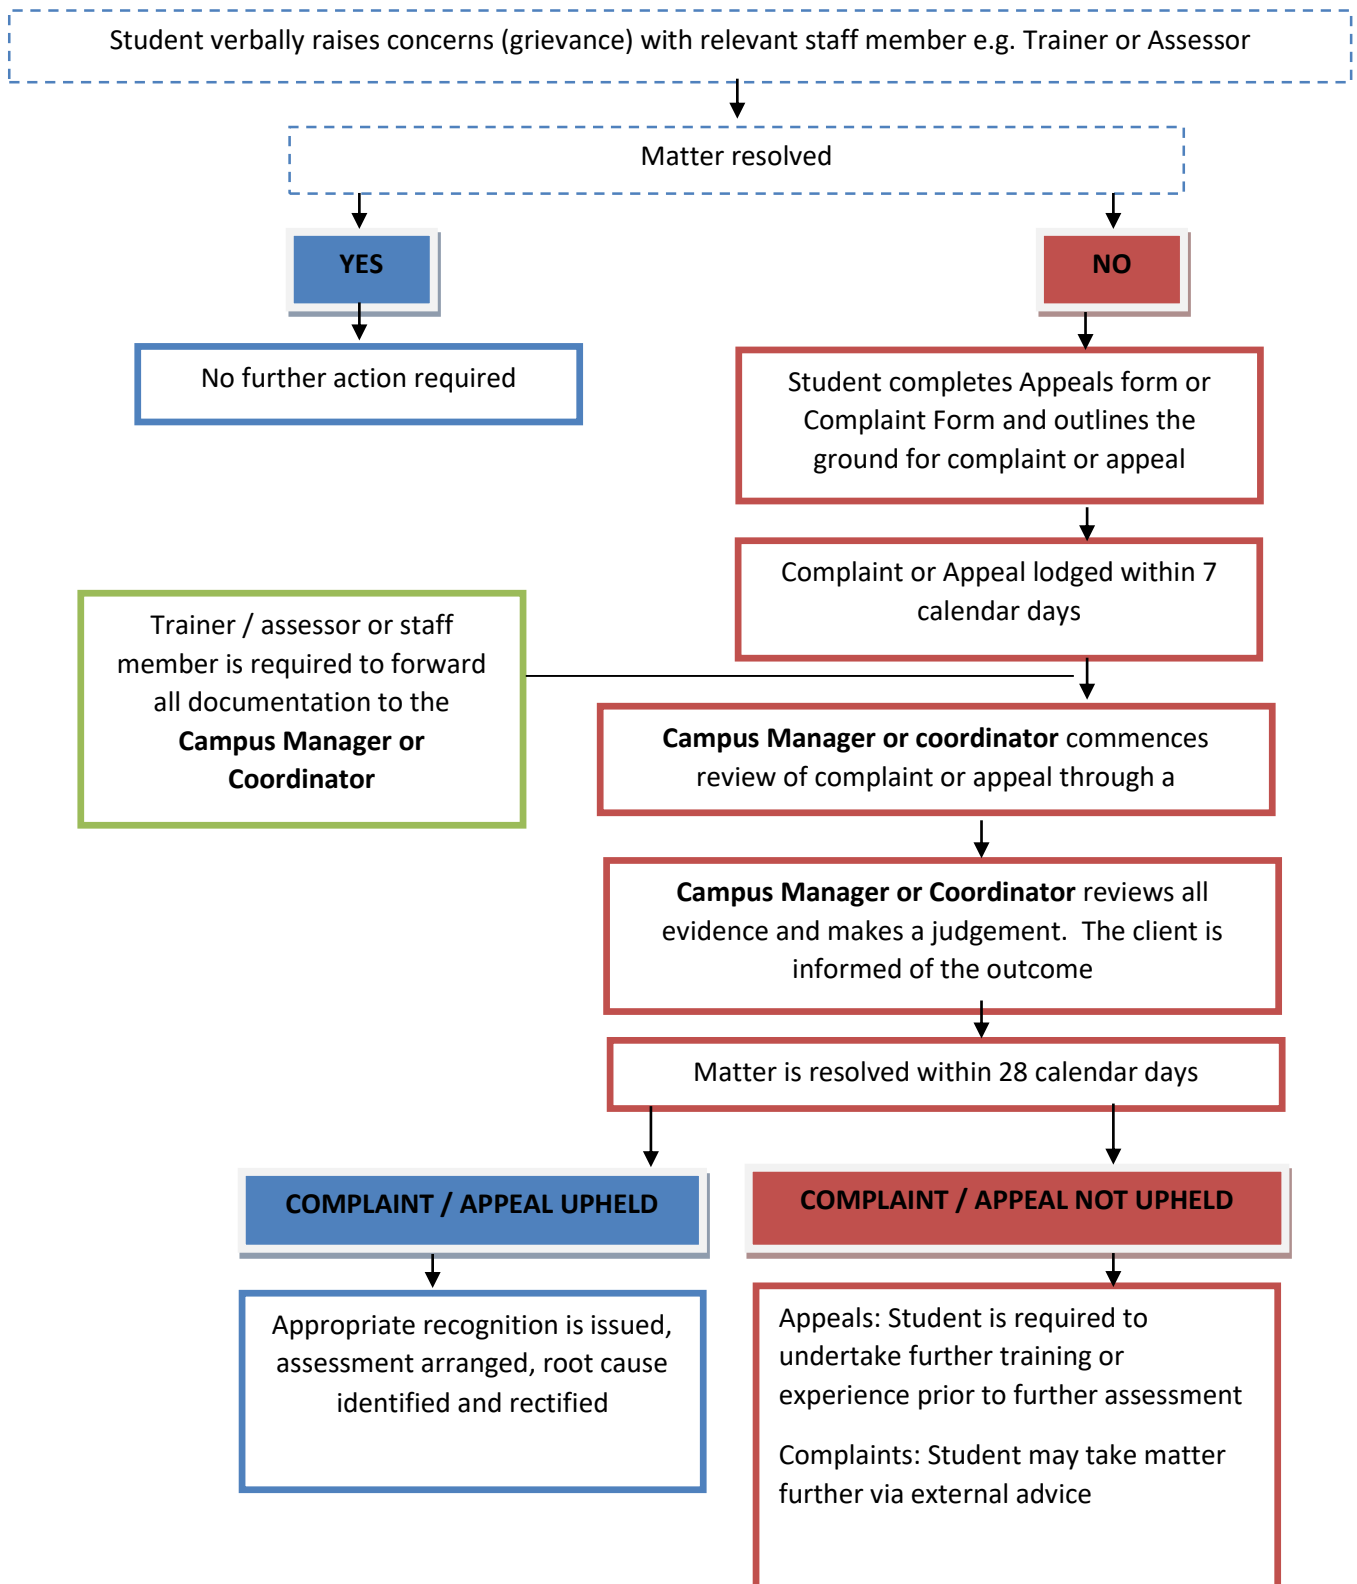 Student verbally raises concerns (grievance) with relevant staff member e.g. Trainer or Assessor
Matter resolved
YES
NO
No further action required
Student completes Appeals form or
Complaint Form and outlines the
ground for complaint or appeal
Complaint or Appeal lodged within 7
calendar days
Trainer / assessor or staff
member is required to forward
all documentation to the
Campus Manager or
Coordinator
Campus Manager or coordinator commences
review of complaint or appeal through a
Campus Manager or Coordinator reviews all
evidence and makes a judgement.  The client is
informed of the outcome
Matter is resolved within 28 calendar days
COMPLAINT / APPEAL UPHELD
COMPLAINT / APPEAL NOT UPHELD
Appropriate recognition is issued,
assessment arranged, root cause
identified and rectified
Appeals: Student is required to
undertake further training or
experience prior to further assessment
Complaints: Student may take matter
further via external advice